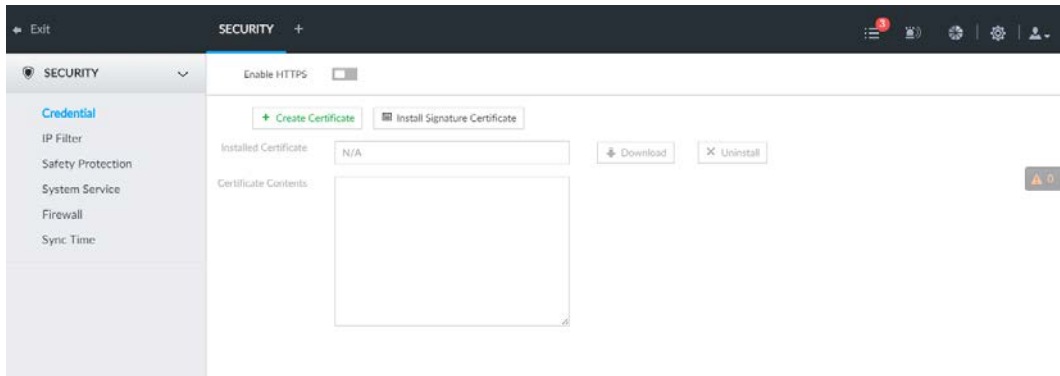 Exit
SECURITY +
3
SECURITY
Enable HTTPS
Credential
IP Filter
Safety Protection
System Service
Firewall
Sync Time
+ Create Certificate
Install Signature Certificate
Installed Certificate
N/A
Download
Uninstall
Certificate Contents
0